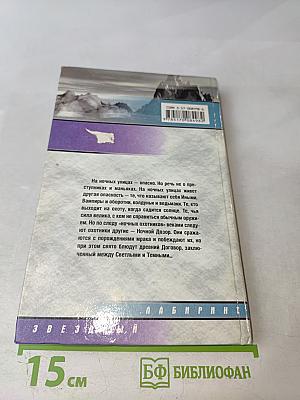 На ночных улицах — опасно. Но речь не о пре-
ступниках и маньяках. На ночных улицах живет
другая опасность — те, что называют себя Иными.
Вампиры и оборотни, колдуньи и ведьмаки. Те, кто
выходит на охоту, когда садится солнце. Те, чья
сила велика, с кем не справиться обычным оружи-
ем. Но по следу «ночных охотников» веками следу-
ют охотники другие — Ночной Дозор. Они сража-
ются с порождениями мрака и побеждают их, но
при этом свято блюдут древний Договор, заклю-
ченный между Светлыми и Темными...
ЛАБИРИНТ
ЗВЕЗДНЫЙ
15 см
БФ БИБЛИОФАН